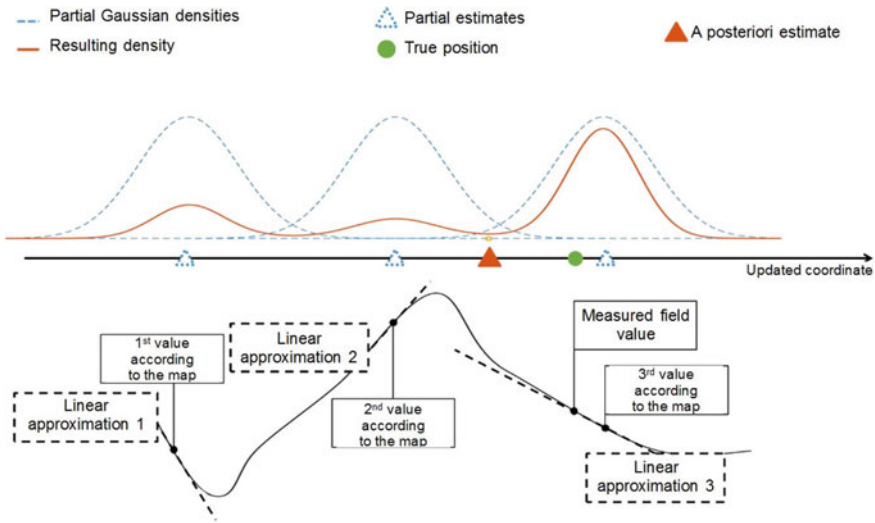 Partial Gaussian densities
Resulting density
Partial estimates
True position
A posteriori estimate
Updated coordinate
1st value
according
to the map
Linear
approximation 2
Measured field
value
Linear
approximation 1
2nd value
according
to the map
3rd value
according
to the map
Linear
approximation 3